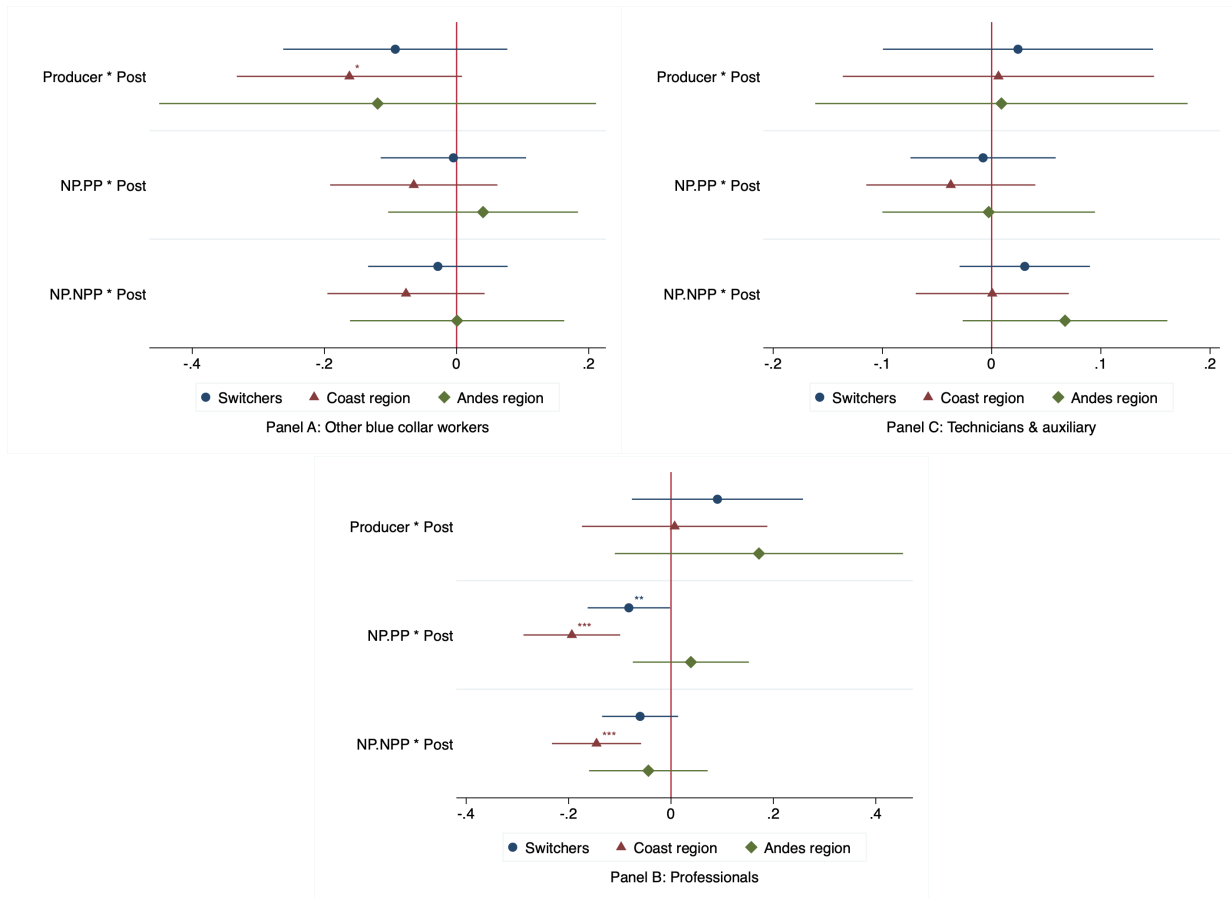 Producer * Post
*
NP.PP * Post
NP.NPP * Post
-.4 -.2 0 .2
Switchers Coast region Andes region
Panel A: Other blue collar workers
Producer * Post
NP.PP * Post
NP.NPP * Post
-.2 -.1 0 .1 .2
Switchers Coast region Andes region
Panel C: Technicians & auxiliary
Producer * Post
**
NP.PP * Post
***
NP.NPP * Post
***
-.4 -.2 0 .2 .4
Switchers Coast region Andes region
Panel B: Professionals